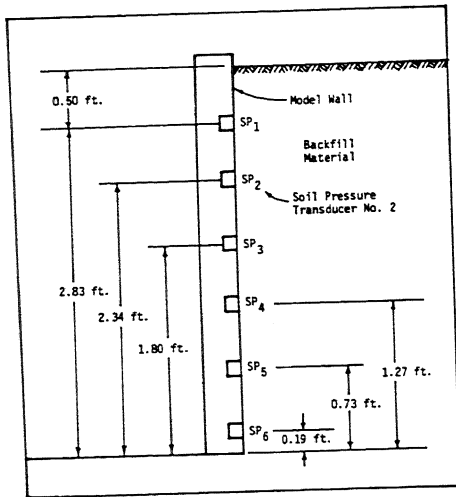 0.50 ft.
Model Wall
SP1
Backfill
Material
SP2
Soil Pressure
Transducer No. 2
SP3
2.83 ft.
2.34 ft.
1.80 ft.
SP4
1.27 ft.
SP5
0.73 ft.
SP6
0.19 ft.